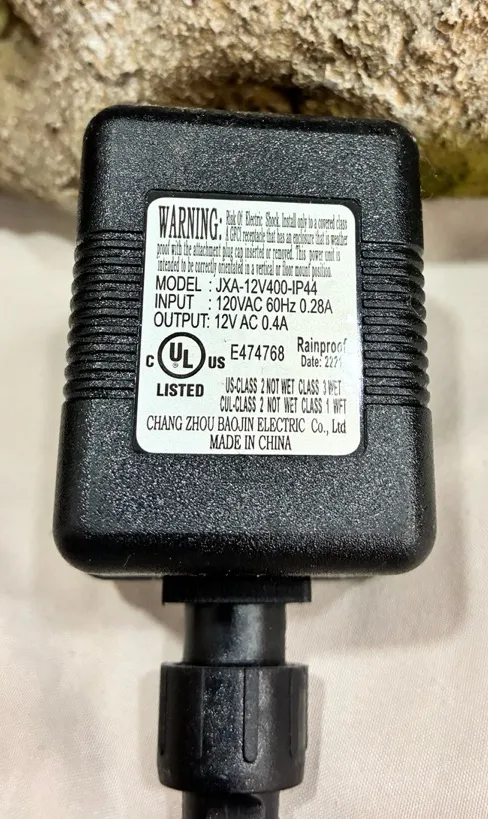 WARNING: Risk Of Electric Shock. Install only to a covered class
A GFCI receptacle that has an enclosure that is weather
proof with the attachment plug cap inserted or removed. This power unit is
intended to be correctly orientated in a vertical or floor mount position.
MODEL : JXA-12V400-IP44
INPUT : 120VAC 60Hz 0.28A
OUTPUT: 12V AC 0.4A
C UL US E474768 Rainproof
® Date: 2271
LISTED US-CLASS 2 NOT WET CLASS 3 WET
CUL-CLASS 2 NOT WET CLASS 1 WET
CHANG ZHOU BAOJIN ELECTRIC Co., Ltd
MADE IN CHINA